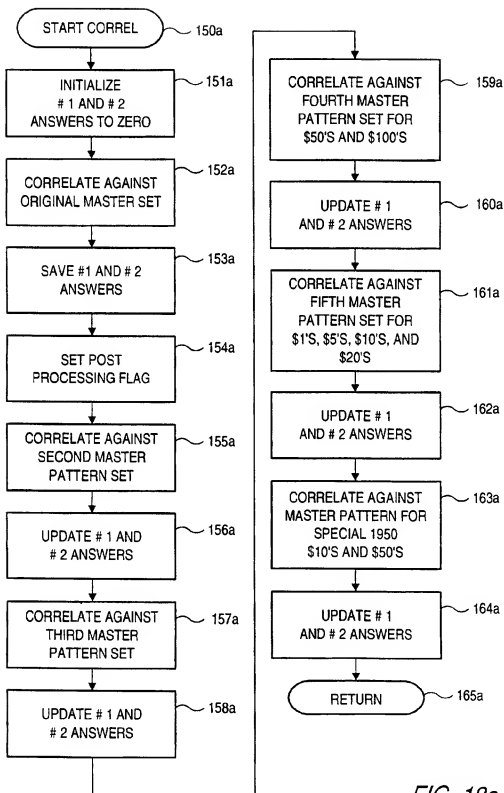 START CORREL
150a
INITIALIZE
# 1 AND # 2
ANSWERS TO ZERO
151a
CORRELATE AGAINST
ORIGINAL MASTER SET
152a
SAVE #1 AND # 2
ANSWERS
153a
SET POST
PROCESSING FLAG
154a
CORRELATE AGAINST
SECOND MASTER
PATTERN SET
155a
UPDATE # 1 AND
# 2 ANSWERS
156a
CORRELATE AGAINST
THIRD MASTER
PATTERN SET
157a
UPDATE # 1 AND
# 2 ANSWERS
158a
CORRELATE AGAINST
FOURTH MASTER
PATTERN SET FOR
$50'S AND $100'S
159a
UPDATE # 1
AND # 2 ANSWERS
160a
CORRELATE AGAINST
FIFTH MASTER
PATTERN SET FOR
$1'S, $5'S, $10'S, AND
$20'S
161a
UPDATE # 1
AND # 2 ANSWERS
162a
CORRELATE AGAINST
MASTER PATTERN FOR
SPECIAL 1950
$10'S AND $50'S
163a
UPDATE # 1
AND # 2 ANSWERS
164a
RETURN
165a
FIG.